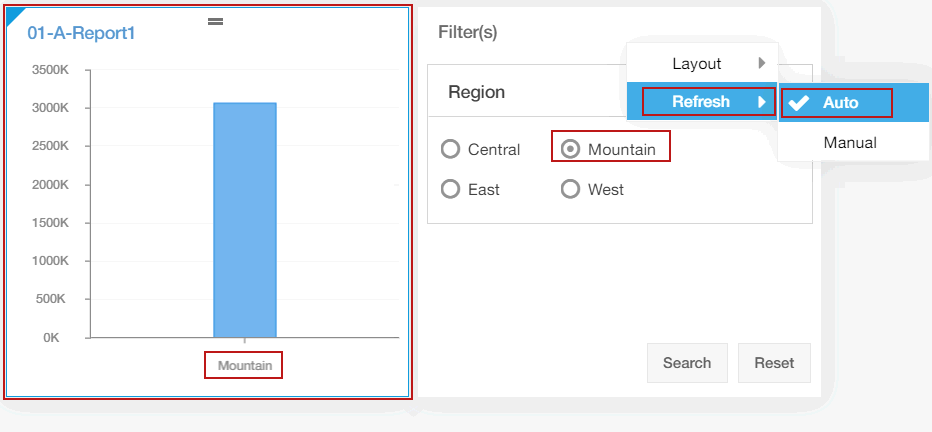 01-A-Report1
3500K
3000K
2500K
2000K
1500K
1000K
500K
0K
Mountain
Filter(s)
Layout
Refresh
Auto
Manual
Region
Central
Mountain
East
West
Search
Reset